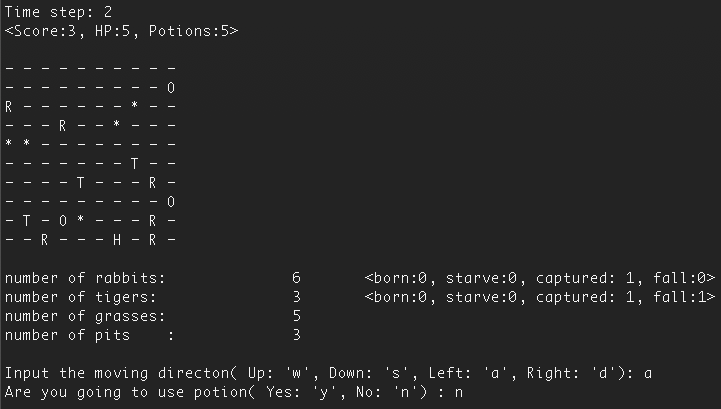 Time step: 2
<Score:3, HP:5, Potions:5>
- - - - - - - - - -
- - - - - - - - - O
R - - - - - - * - -
- - - R - - * - - -
* * - - - - - - - -
- - - - - - - T - -
- - - - T - - - R -
- - - - - - - - - O
- T - O * - - - R -
- - R - - - H - R -
number of rabbits: 6 <born:0, starve:0, captured: 1, fall:0>
number of tigers: 3 <born:0, starve:0, captured: 1, fall:1>
number of grasses: 5
number of pits : 3
Input the moving directon( Up: 'w', Down: 's', Left: 'a', Right: 'd'): a
Are you going to use potion( Yes: 'y', No: 'n') : n